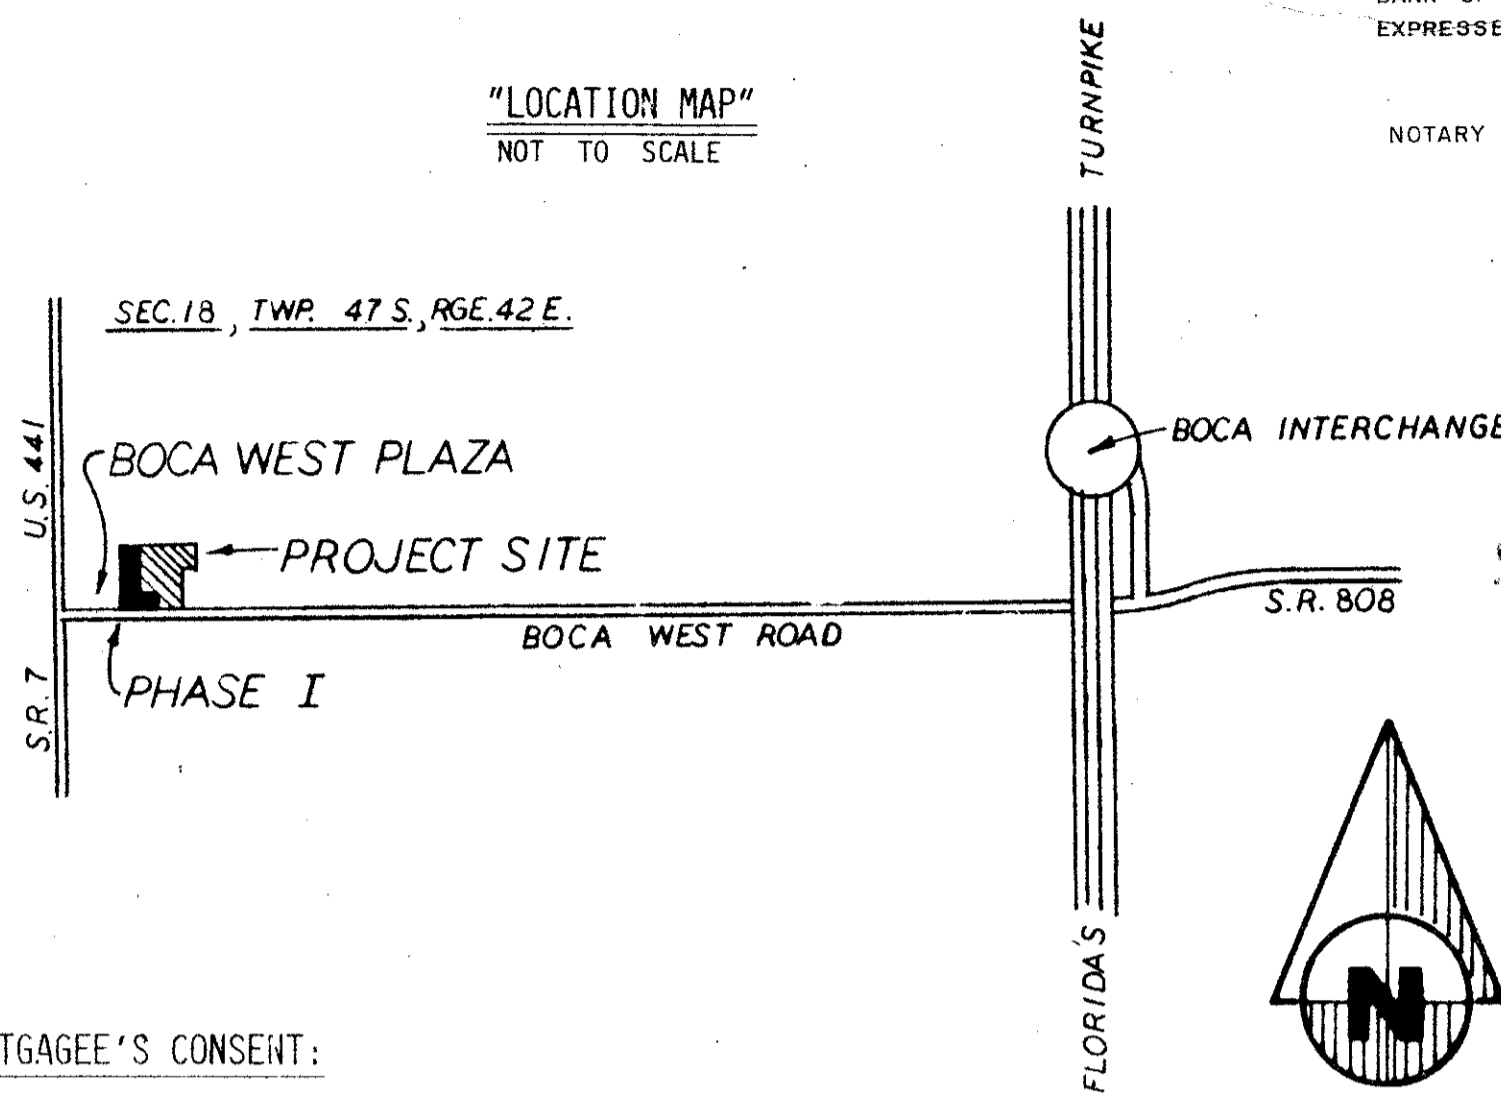 EXPRESSE
"LOCATION MAP"
NOT TO SCALE
NOTARY
TURNPIKE
SEC. 18, TWP. 47 S., RGE. 42 E.
U.S. 441
BOCA WEST PLAZA
BOCA INTERCHANGE
PROJECT SITE
S.R. 808
BOCA WEST ROAD
S.R. 7
PHASE I
FLORIDA'S
N
TGAGEE'S CONSENT: